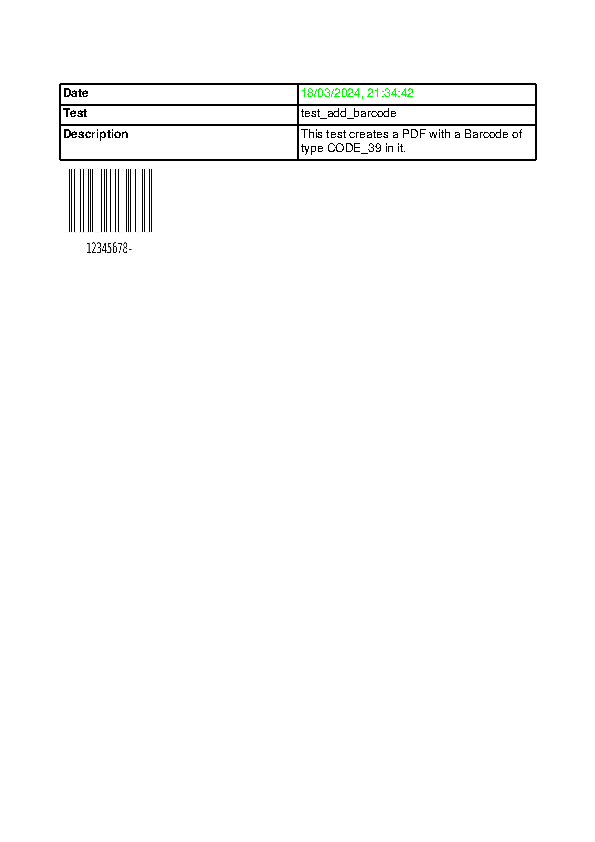 Date 18/03/2024, 21:34:42
Test test_add_barcode
Description This test creates a PDF with a Barcode of
type CODE_39 in it.
12345678-